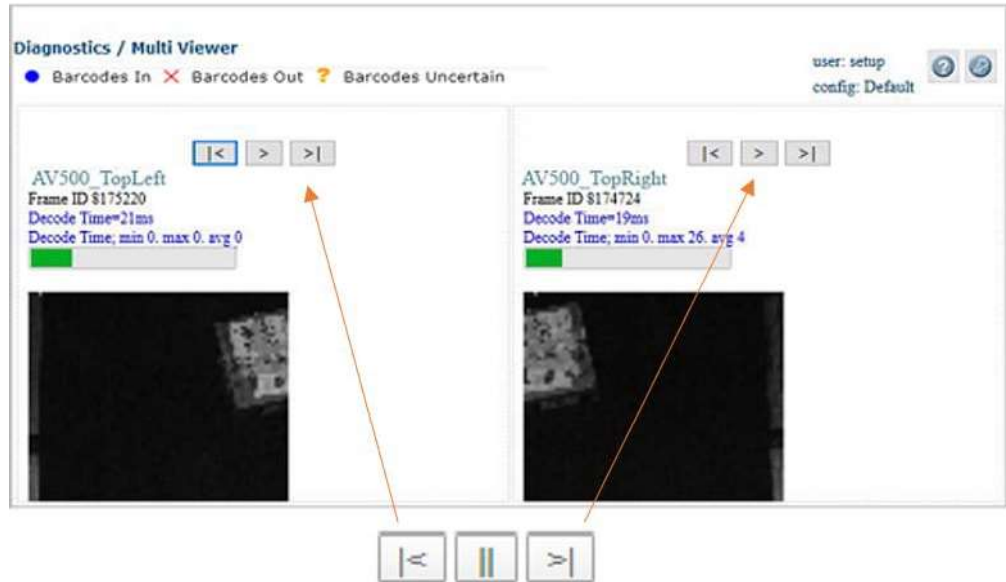 Diagnostics / Multi Viewer
Barcodes In Barcodes Out ? Barcodes Uncertain
user: setup
config: Default
|< > >|
AV500_TopLeft
Frame ID 8175220
Decode Time=21ms
Decode Time; min 0. max 0. avg 0
|< > >|
AV500_TopRight
Frame ID 8174724
Decode Time=19ms
Decode Time; min 0. max 26. avg 4
|< || >|